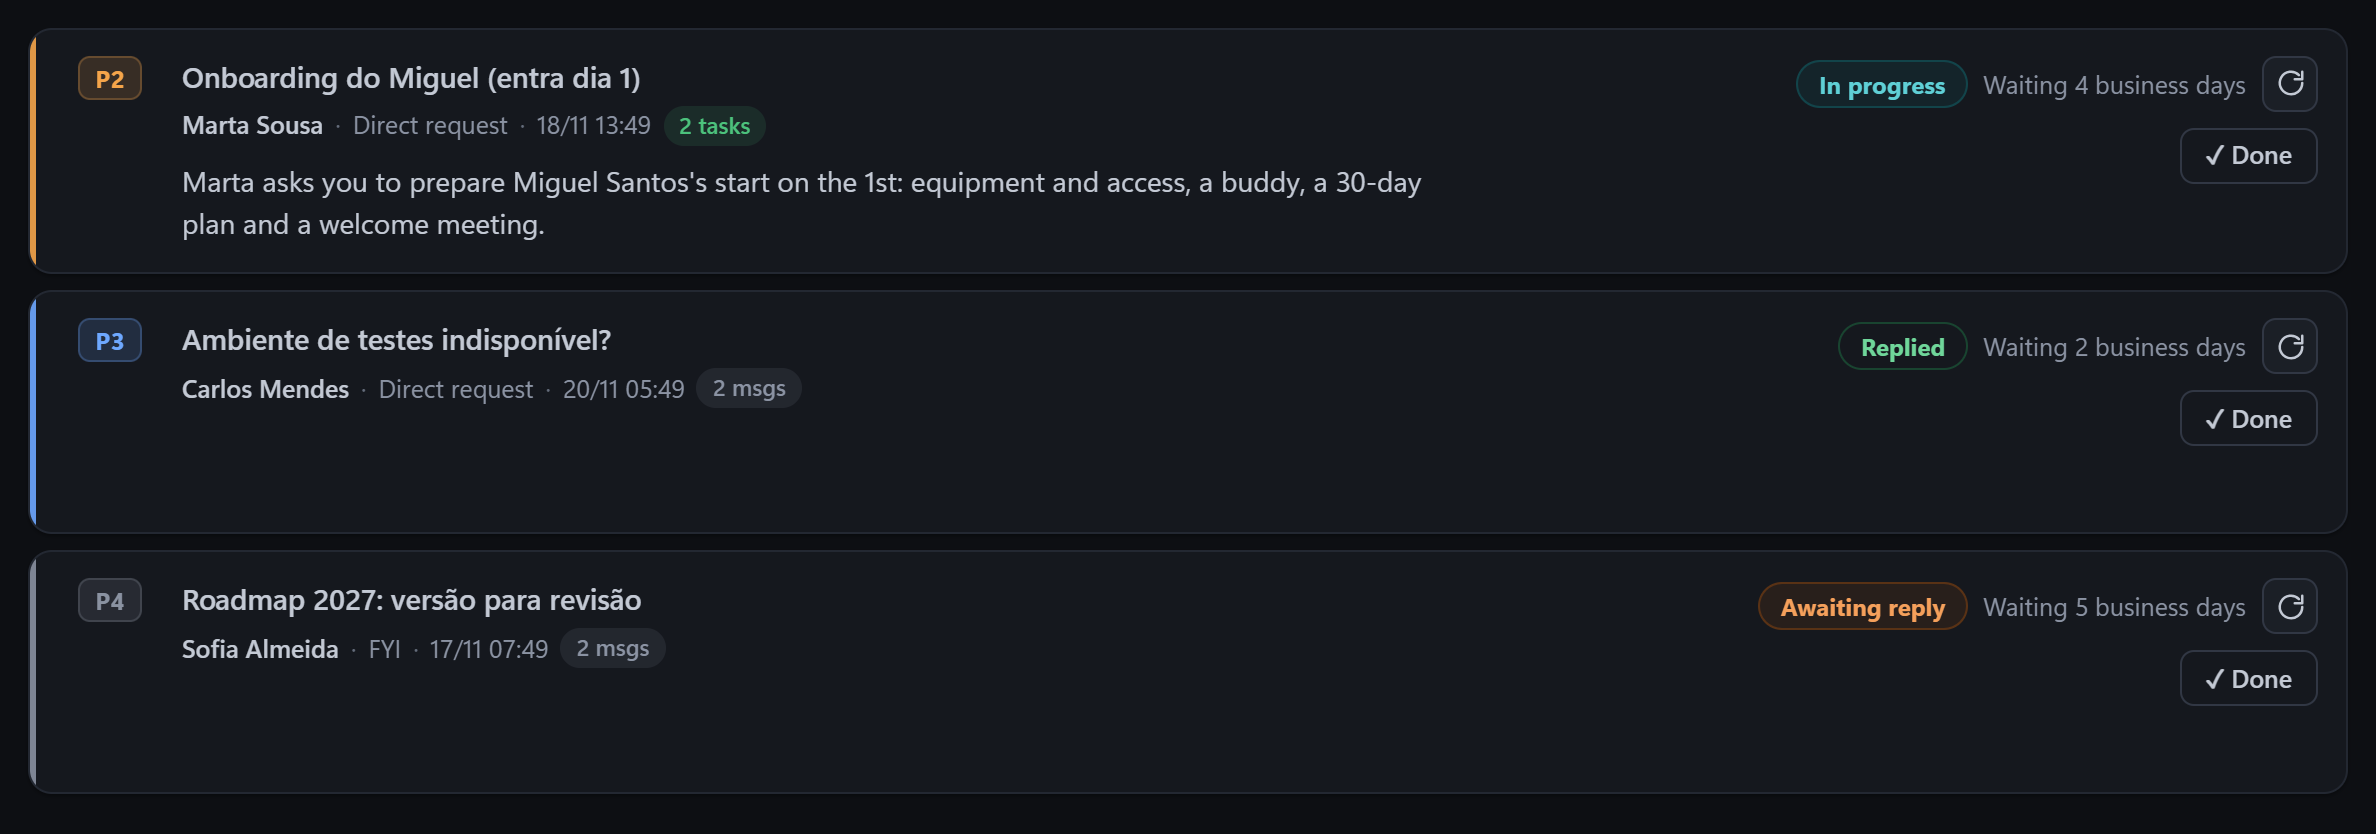 P2 Onboarding do Miguel (entra dia 1) In progress Waiting 4 business days
Marta Sousa · Direct request · 18/11 13:49 2 tasks
✓ Done
Marta asks you to prepare Miguel Santos's start on the 1st: equipment and access, a buddy, a 30-day
plan and a welcome meeting.
P3 Ambiente de testes indisponível? Replied Waiting 2 business days
Carlos Mendes · Direct request · 20/11 05:49 2 msgs
✓ Done
P4 Roadmap 2027: versão para revisão Awaiting reply Waiting 5 business days
Sofia Almeida · FYI · 17/11 07:49 2 msgs
✓ Done